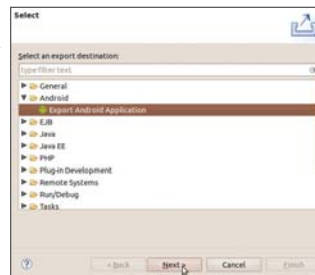 Select
Select an export destination:
type filter text
General
Android
Export Android Application
EJB
Java
Java EE
PHP
Plug-in Development
Remote Systems
Run/Debug
Tasks
< Back Next > Cancel Finish